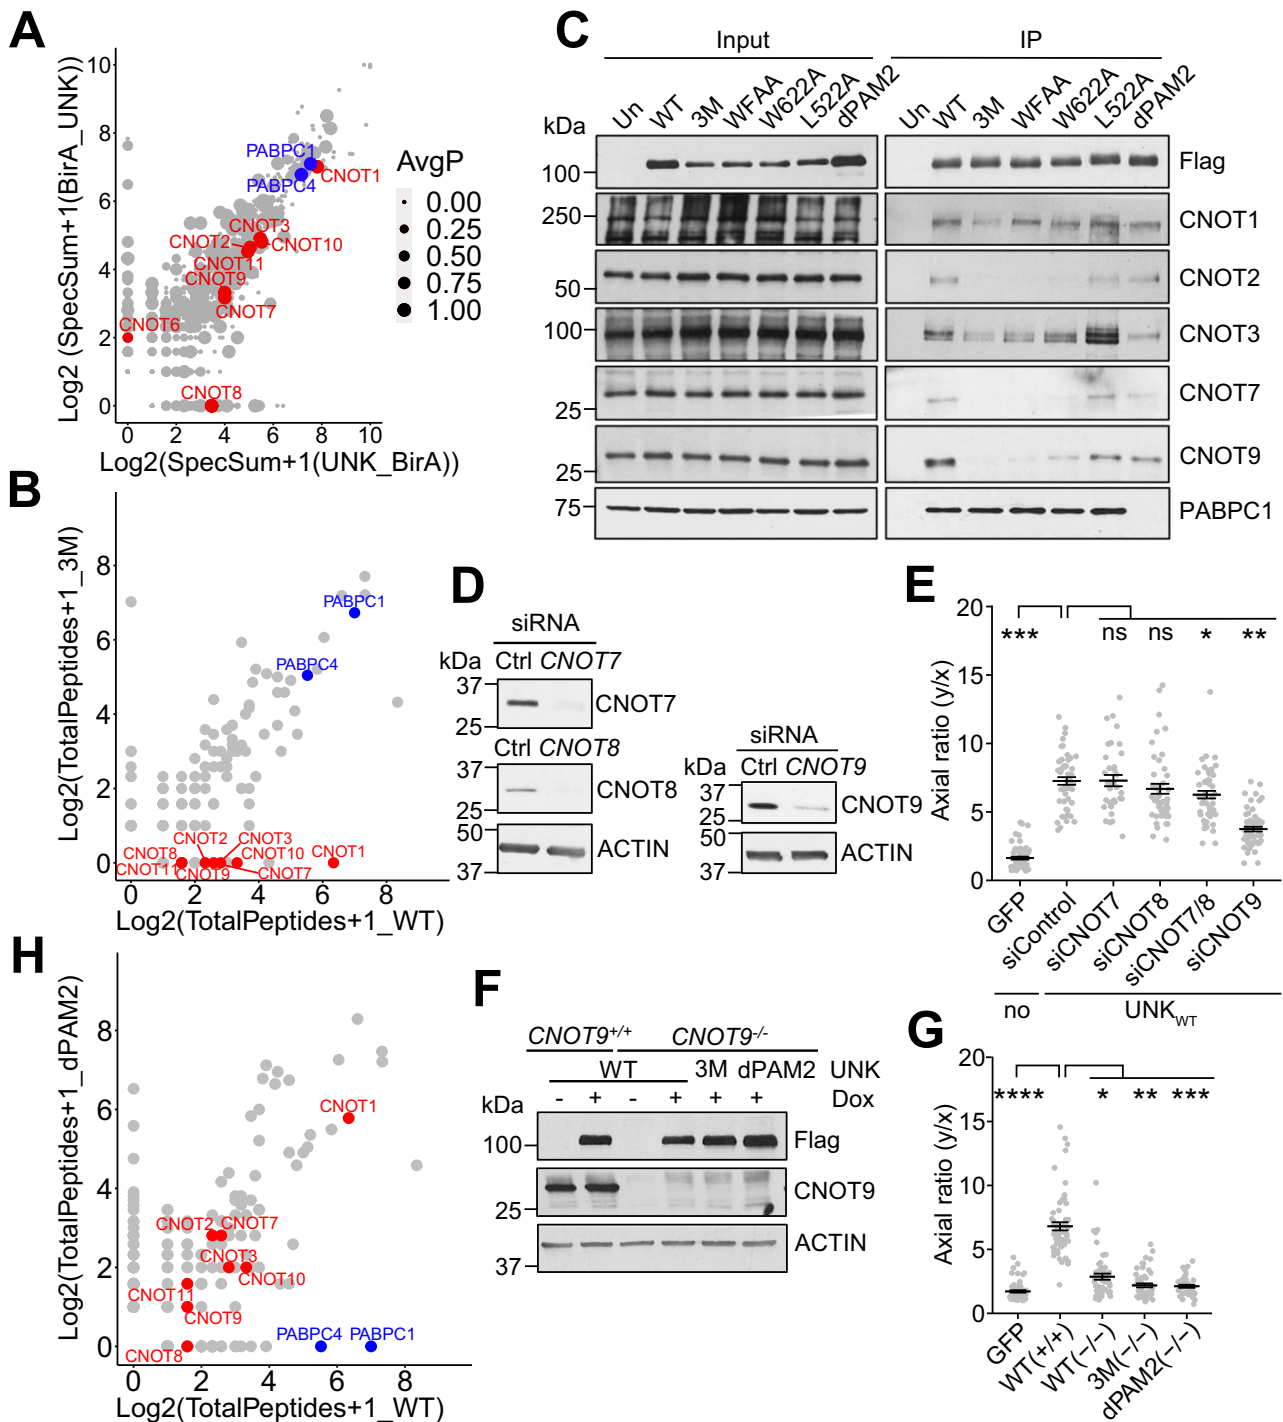 A
Log2 (SpecSum+1(BirA_UNK))
10
8
6
4
2
0
PABPC1
PABPC4
CNOT1
CNOT3
CNOT2
CNOT10
CNOT11
CNOT9
CNOT7
CNOT6
CNOT8
0 2 4 6 8 10
Log2(SpecSum+1(UNK_BirA))
AvgP
0.00
0.25
0.50
0.75
1.00
B
Log2(TotalPeptides+1_3M)
8
6
4
2
0
PABPC1
PABPC4
CNOT2 CNOT3
CNOT8 CNOT10 CNOT1
CNOT11 CNOT9 CNOT7
0 2 4 6 8
Log2(TotalPeptides+1_WT)
C
Input IP
kDa Un WT 3M WFAA W622A L522A dPAM2 Un WT 3M WFAA W622A L522A dPAM2
100 Flag
250 CNOT1
50 CNOT2
100 CNOT3
25 CNOT7
25 CNOT9
75 PABPC1
D
siRNA
kDa Ctrl CNOT7
37
25
CNOT7
Ctrl CNOT8
37
25
CNOT8
50
37
ACTIN
siRNA
kDa Ctrl CNOT9
37
25
CNOT9
50
37
ACTIN
E
Axial ratio (y/x)
20
15
10
5
0
*** ns ns * **
GFP siControl siCNOT7 siCNOT8 siCNOT7/8 siCNOT9
no UNKWT
H
Log2(TotalPeptides+1_dPAM2)
8
6
4
2
0
CNOT1
CNOT2 CNOT7
CNOT3
CNOT10
CNOT11
CNOT9
PABPC4 PABPC1
CNOT8
0 2 4 6 8
Log2(TotalPeptides+1_WT)
F
CNOT9+/+ CNOT9-/-
WT 3M dPAM2 UNK
- + - + + + Dox
kDa
100 Flag
25 CNOT9
37 ACTIN
G
Axial ratio (y/x)
20
15
10
5
0
**** * ** ***
GFP WT(+/+) WT(−/−) 3M(−/−) dPAM2(−/−)